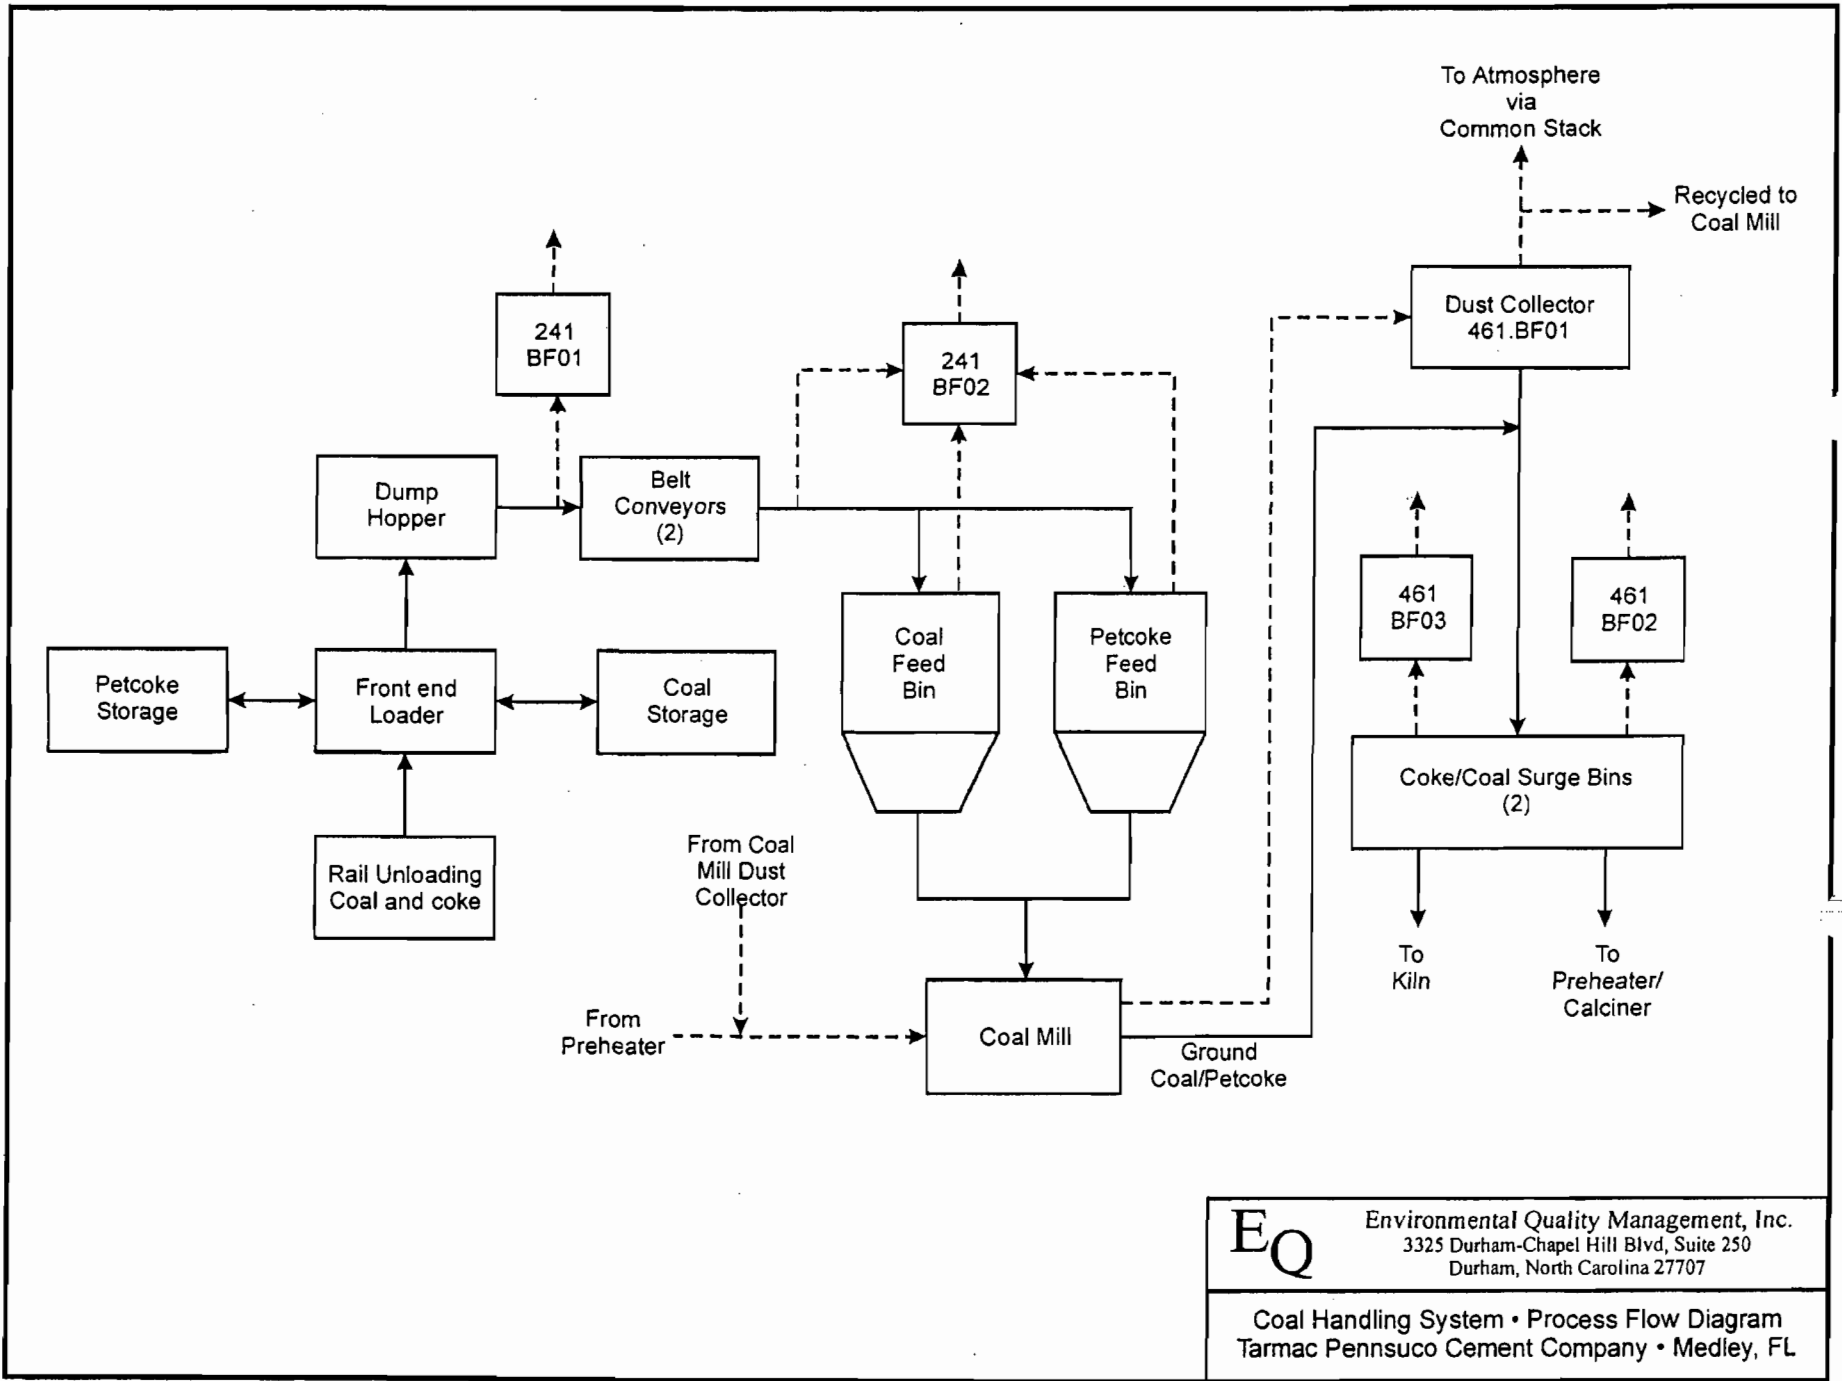 To Atmosphere
via
Common Stack
Recycled to
Coal Mill
Dust Collector
461.BF01
241
BF01
241
BF02
Dump
Hopper
Belt
Conveyors
(2)
461
BF03
461
BF02
Coal
Feed
Bin
Petcoke
Feed
Bin
Petcoke
Storage
Front end
Loader
Coal
Storage
Coke/Coal Surge Bins
(2)
Rail Unloading
Coal and coke
From Coal
Mill Dust
Collector
To
Kiln
To
Preheater/
Calciner
From
Preheater
Coal Mill
Ground
Coal/Petcoke
EQ
Environmental Quality Management, Inc.
3325 Durham-Chapel Hill Blvd, Suite 250
Durham, North Carolina 27707
Coal Handling System • Process Flow Diagram
Tarmac Pennsuco Cement Company • Medley, FL